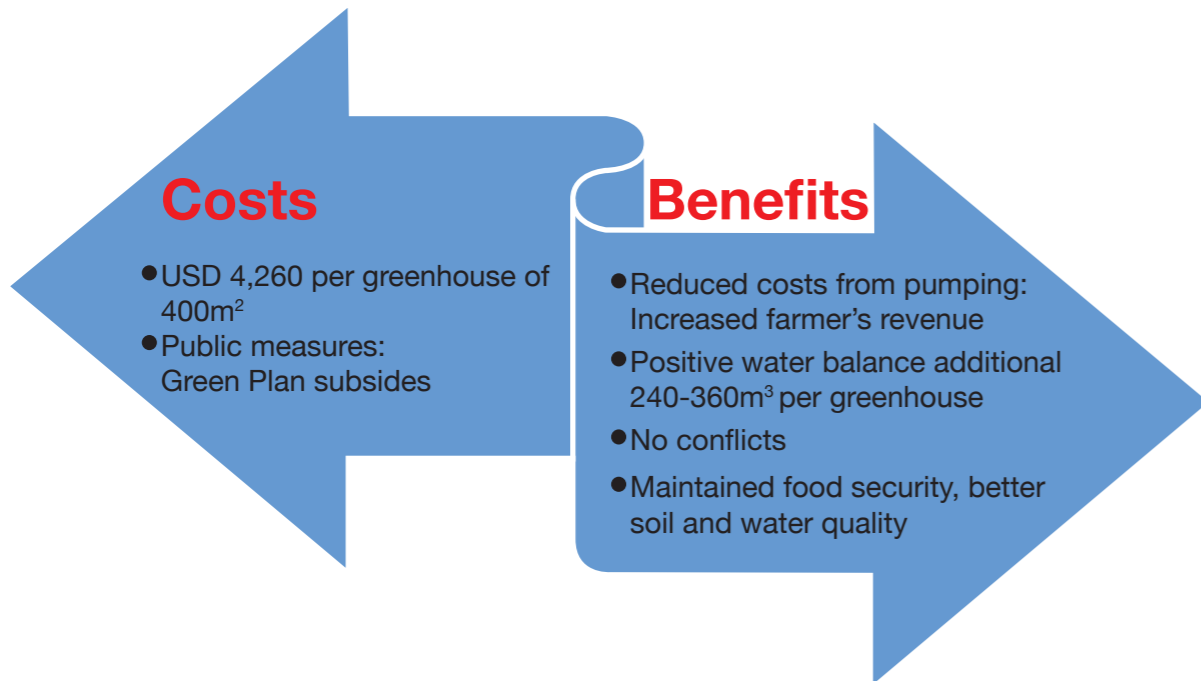 Costs
●USD 4,260 per greenhouse of
400m²
●Public measures:
Green Plan subsides
Benefits
●Reduced costs from pumping:
Increased farmer’s revenue
●Positive water balance additional
240-360m³ per greenhouse
●No conflicts
●Maintained food security, better
soil and water quality